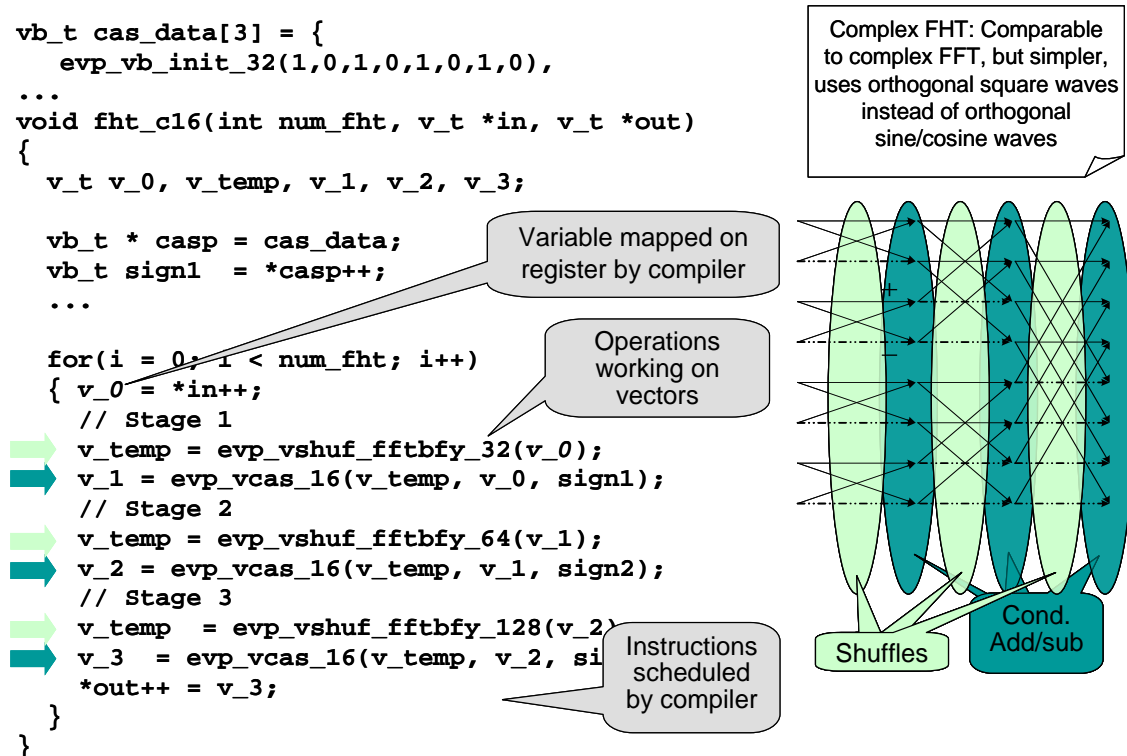 vb_t cas_data[3] = {
evp_vb_init_32(1,0,1,0,1,0,1,0),
...
void fht_c16(int num_fht, v_t *in, v_t *out)
{
v_t v_0, v_temp, v_1, v_2, v_3;
vb_t * casp = cas_data;
vb_t sign1 = *casp++;
...
for(i = 0; i < num_fht; i++)
{ v_0 = *in++;
// Stage 1
v_temp = evp_vshuf_fftbfy_32(v_0);
v_1 = evp_vcas_16(v_temp, v_0, sign1);
// Stage 2
v_temp = evp_vshuf_fftbfy_64(v_1);
v_2 = evp_vcas_16(v_temp, v_1, sign2);
// Stage 3
v_temp = evp_vshuf_fftbfy_128(v_2)
v_3 = evp_vcas_16(v_temp, v_2, si
*out++ = v_3;
}
}
Variable mapped on
register by compiler
Operations
working on
vectors
Instructions
scheduled
by compiler
Complex FHT: Comparable
to complex FFT, but simpler,
uses orthogonal square waves
instead of orthogonal
sine/cosine waves
+
–
Shuffles
Cond.
Add/sub